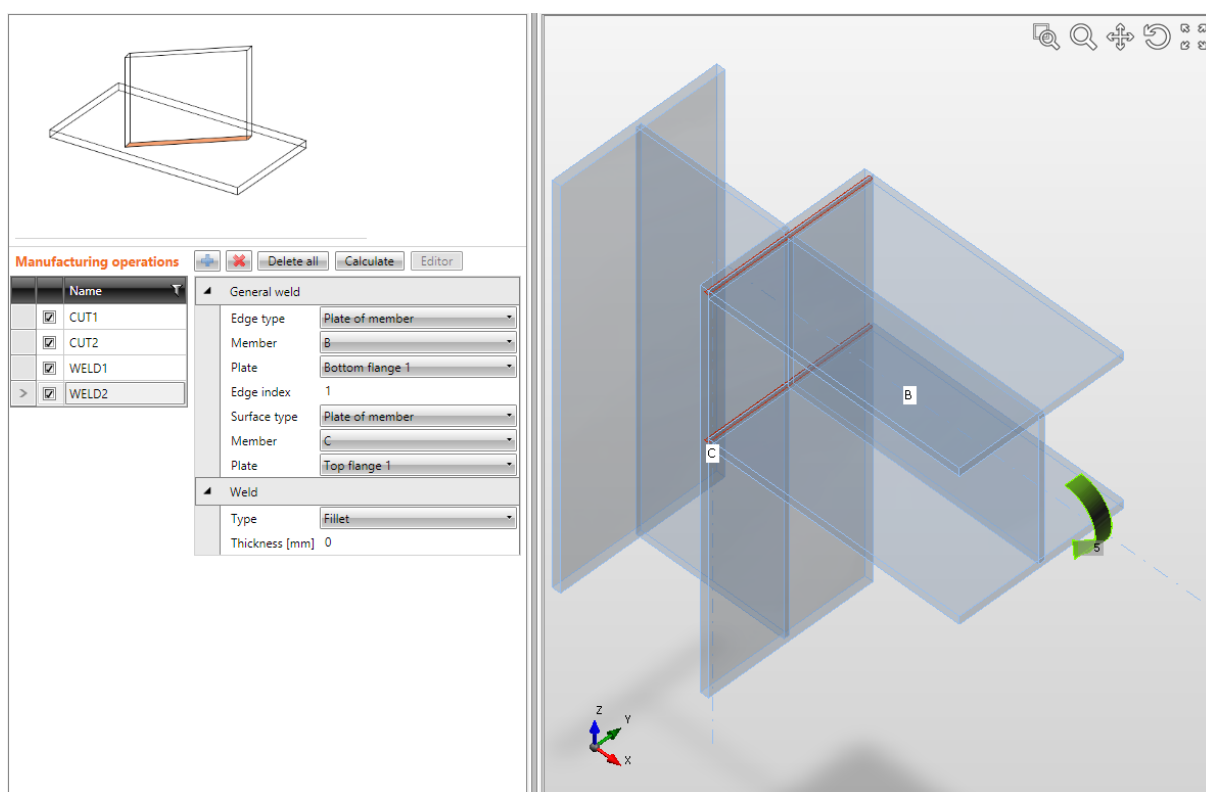 Manufacturing operations
Delete all Calculate Editor
Name
CUT1
CUT2
WELD1
> WELD2
General weld
Edge type Plate of member
Member B
Plate Bottom flange 1
Edge index 1
Surface type Plate of member
Member C
Plate Top flange 1
Weld
Type Fillet
Thickness [mm] 0
B
C
5
Z
Y
X